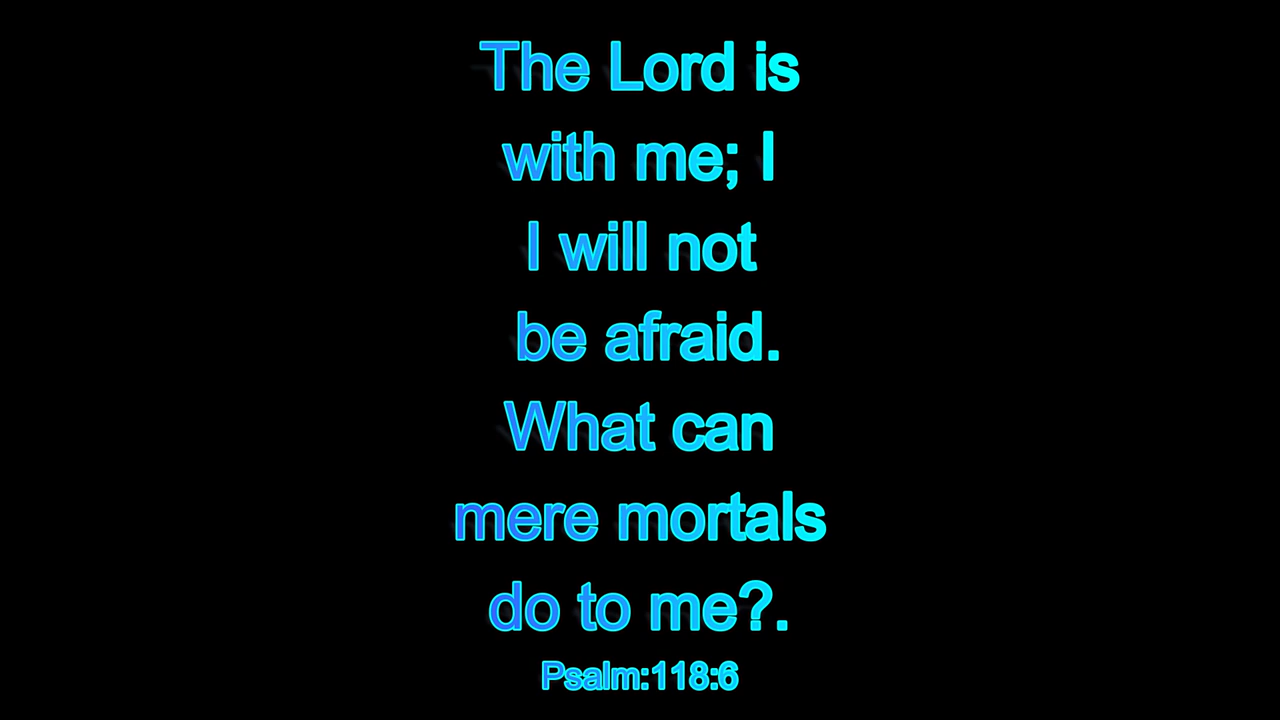 The Lord is
with me; I
I will not
be afraid.
What can
mere mortals
do to me?.
Psalm:118:6